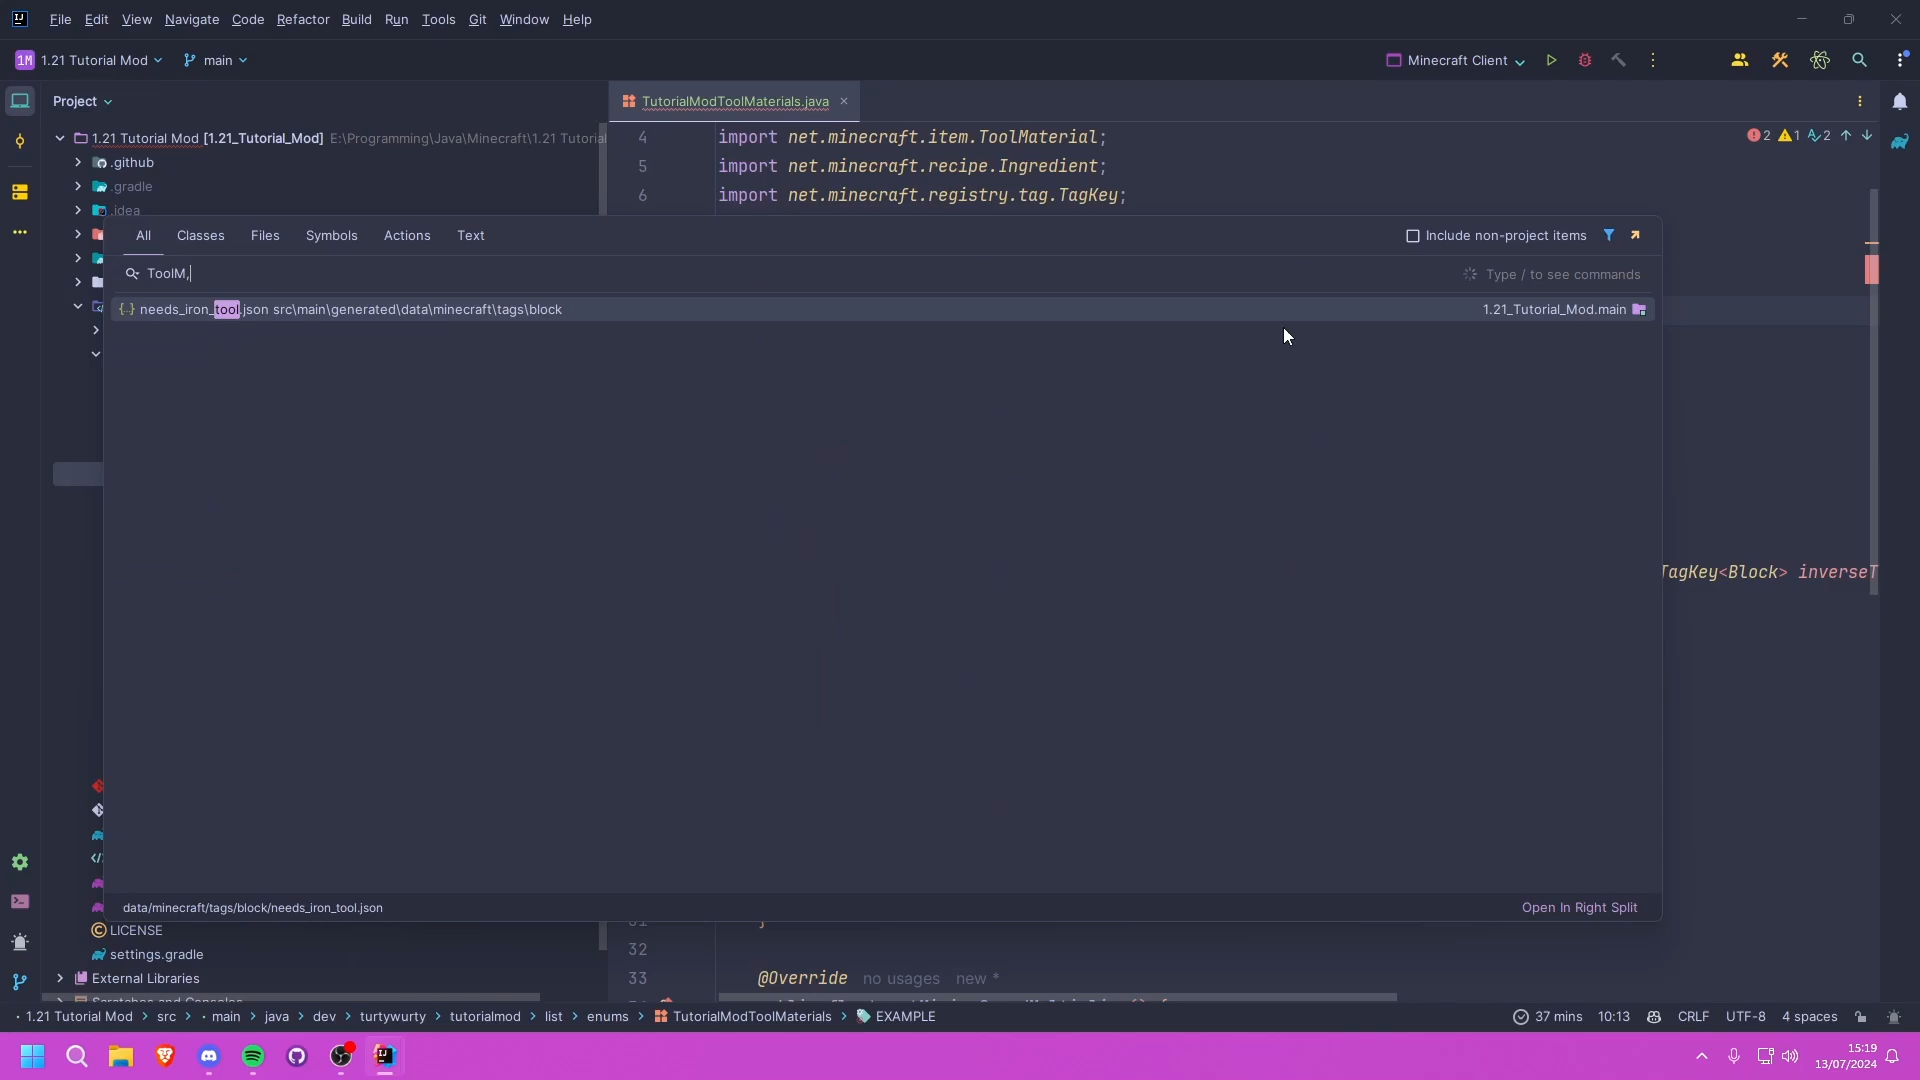 File Edit View Navigate Code Refactor Build Run Tools Git Window Help
1M 1.21 Tutorial Mod main Minecraft Client
Project TutorialModToolMaterials.java
1.21 Tutorial Mod [1.21_Tutorial_Mod] E:\Programming\Java\Minecraft\1.21 Tutorial
4 import net.minecraft.item.ToolMaterial; 2 1 2
.github
5 import net.minecraft.recipe.Ingredient;
.gradle
6 import net.minecraft.registry.tag.TagKey;
.idea
All Classes Files Symbols Actions Text Include non-project items
ToolM, Type / to see commands
needs_iron_tool.json src\main\generated\data\minecraft\tags\block 1.21_Tutorial_Mod.main
TagKey<Block> inverseT
data/minecraft/tags/block/needs_iron_tool.json Open In Right Split
31 }
LICENSE
32
settings.gradle
33 @Override no usages new *
External Libraries
Scratches and Consoles
1.21 Tutorial Mod src main java dev turtywurty tutorialmod list enums TutorialModToolMaterials EXAMPLE 37 mins 10:13 CRLF UTF-8 4 spaces
15:19
13/07/2024